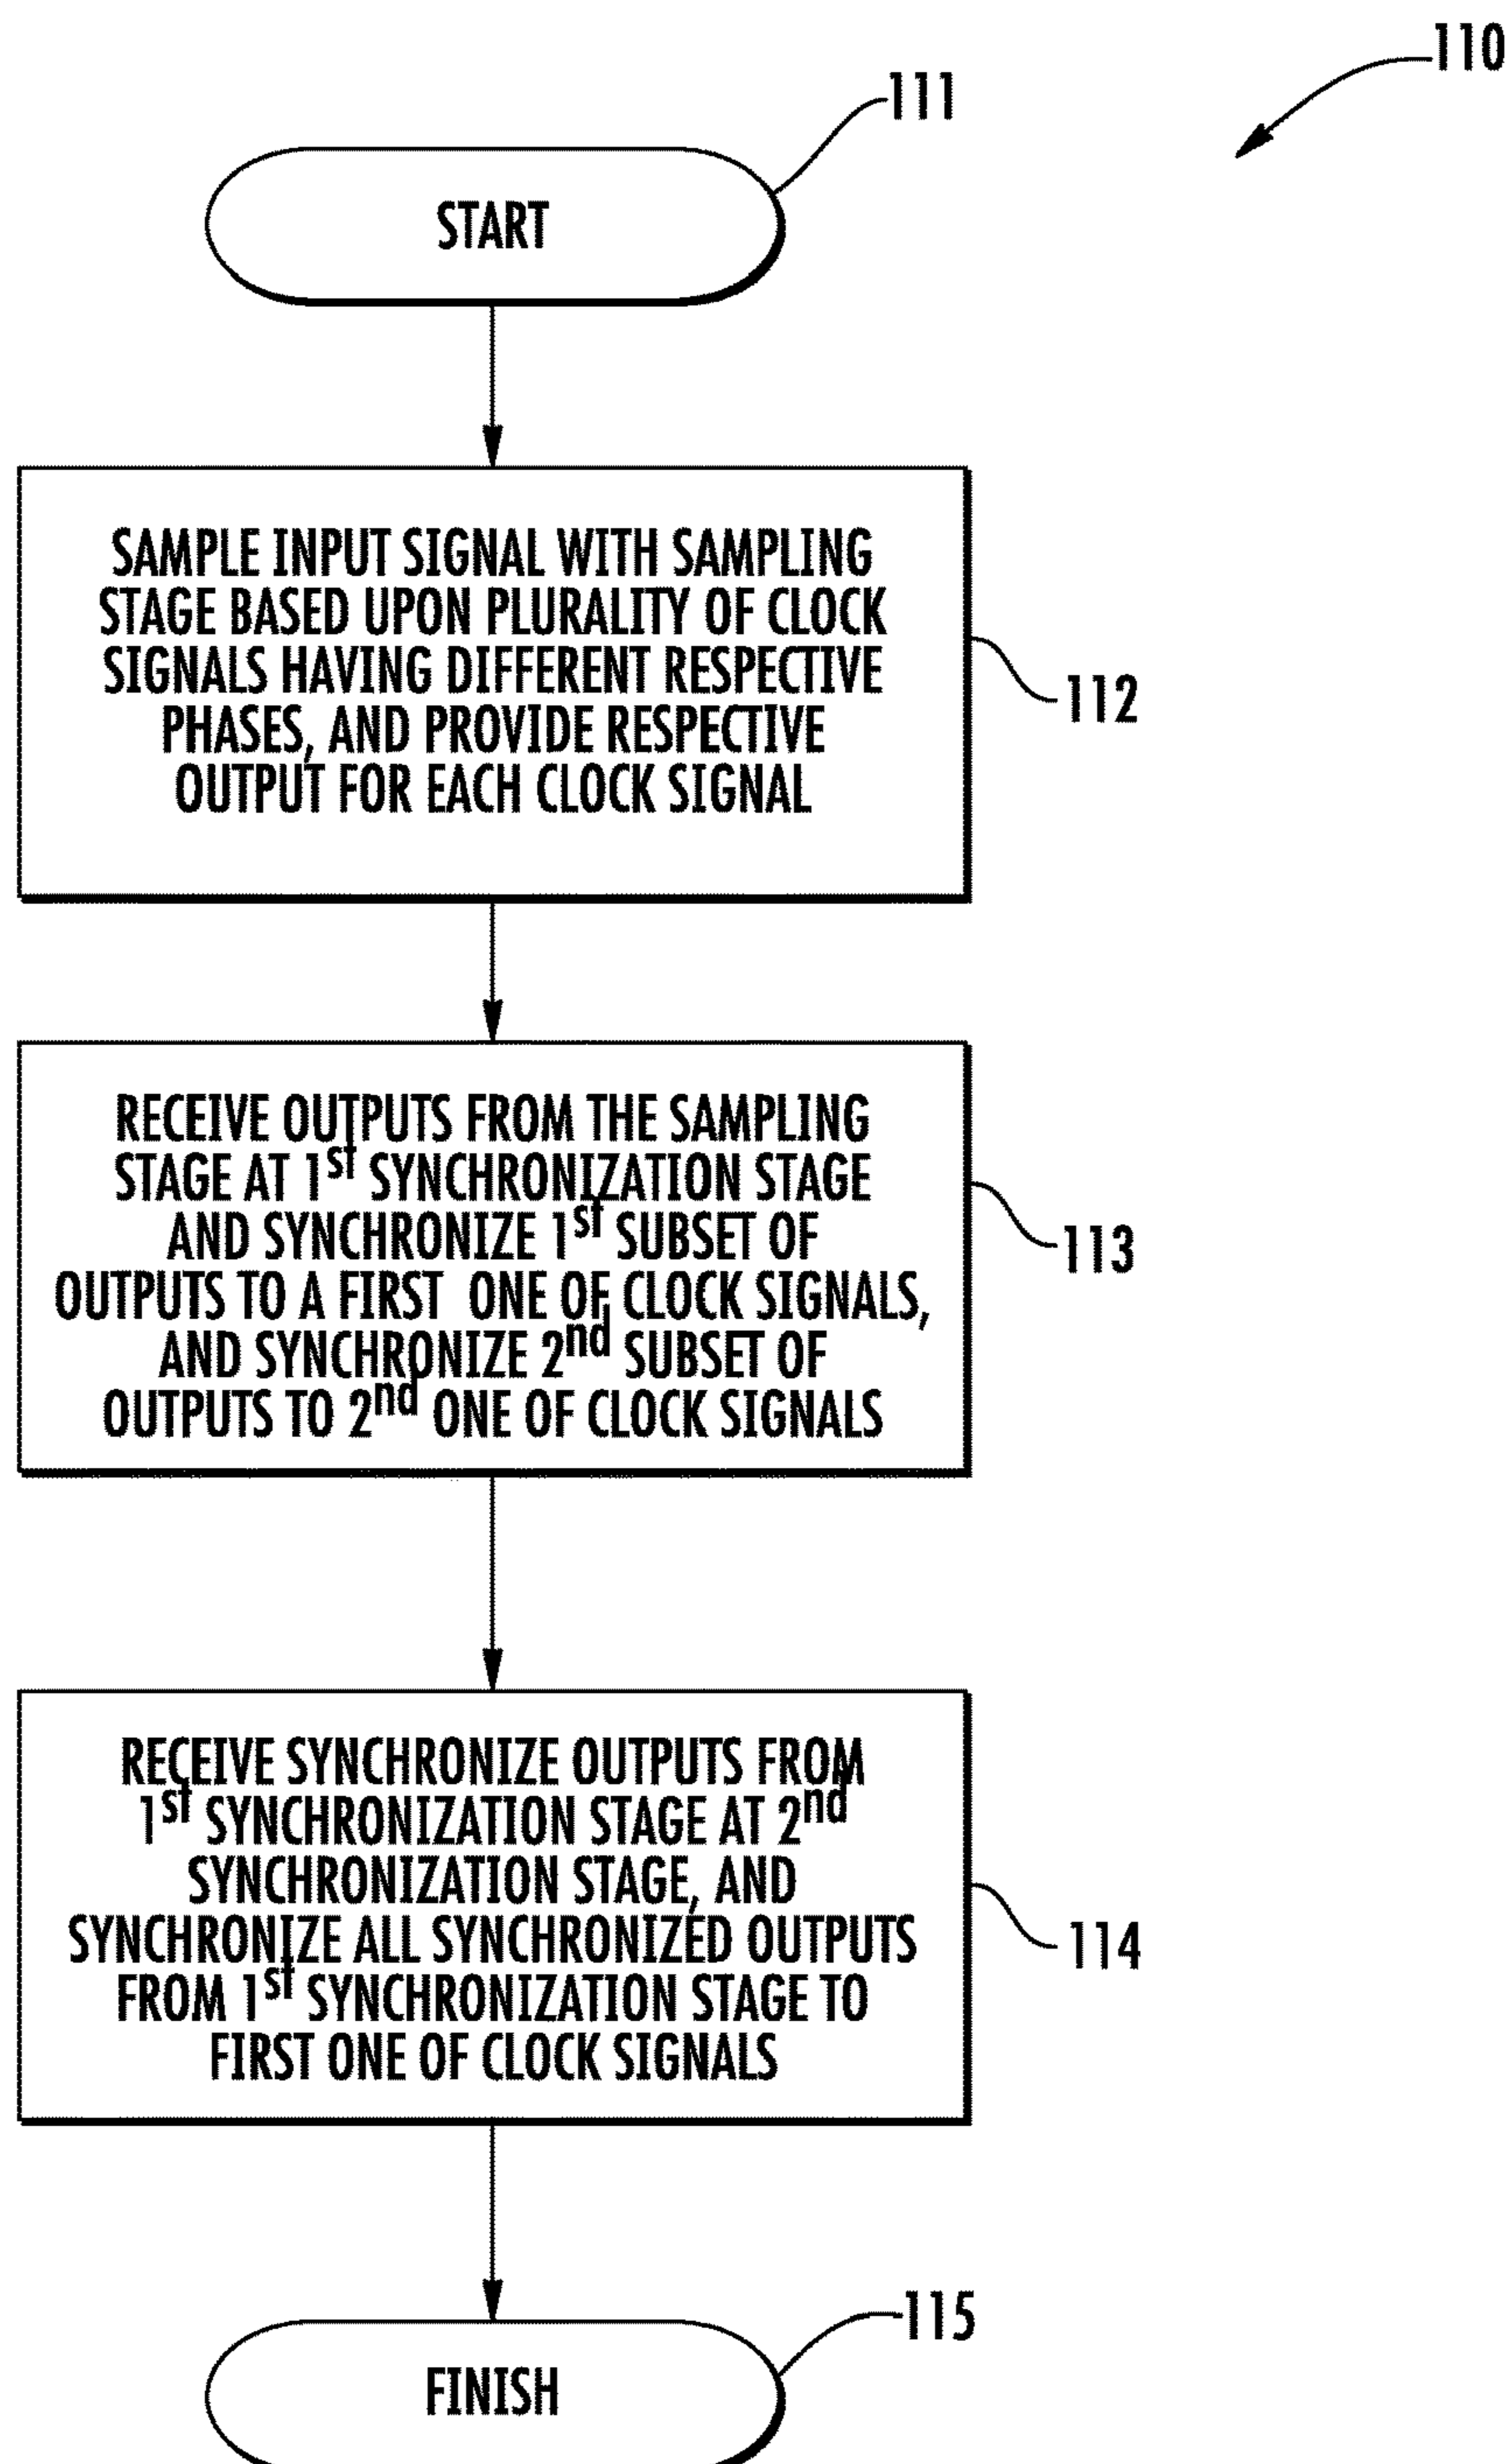 110
111
START
SAMPLE INPUT SIGNAL WITH SAMPLING
STAGE BASED UPON PLURALITY OF CLOCK
SIGNALS HAVING DIFFERENT RESPECTIVE
PHASES, AND PROVIDE RESPECTIVE
OUTPUT FOR EACH CLOCK SIGNAL
112
RECEIVE OUTPUTS FROM THE SAMPLING
STAGE AT 1st SYNCHRONIZATION STAGE
AND SYNCHRONIZE 1st SUBSET OF
OUTPUTS TO A FIRST ONE OF CLOCK SIGNALS,
AND SYNCHRONIZE 2nd SUBSET OF
OUTPUTS TO 2nd ONE OF CLOCK SIGNALS
113
RECEIVE SYNCHRONIZE OUTPUTS FROM
1st SYNCHRONIZATION STAGE AT 2nd
SYNCHRONIZATION STAGE, AND
SYNCHRONIZE ALL SYNCHRONIZED OUTPUTS
FROM 1st SYNCHRONIZATION STAGE TO
FIRST ONE OF CLOCK SIGNALS
114
115
FINISH